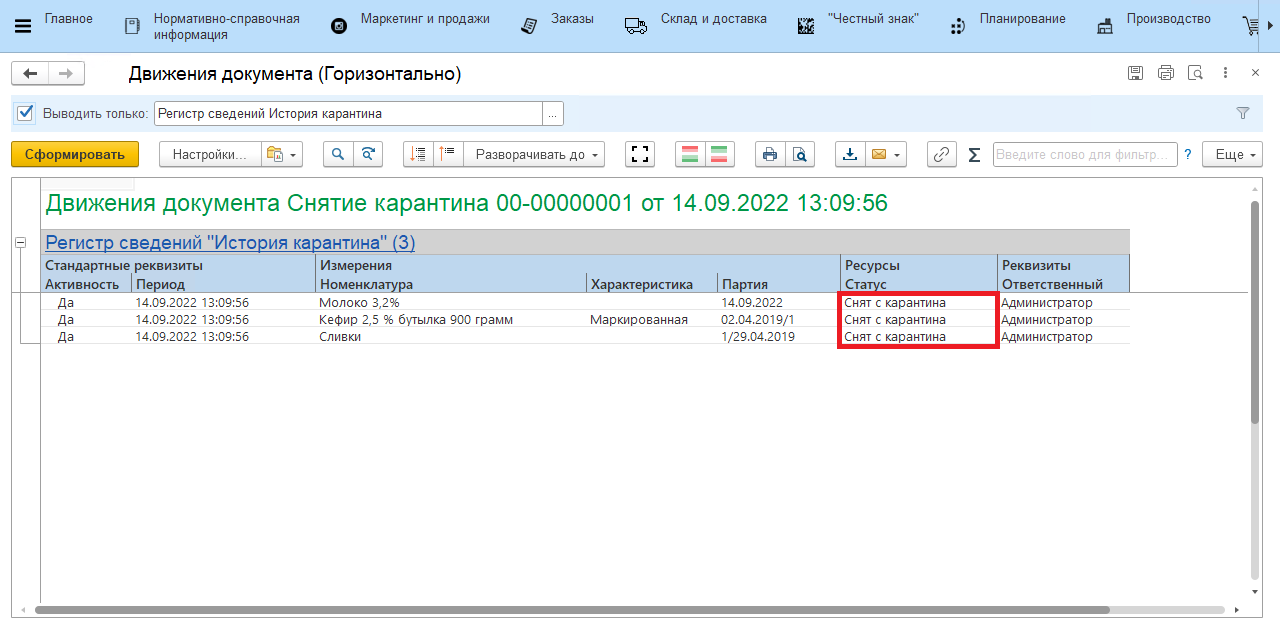 Главное
Нормативно-справочная
информация
Маркетинг и продажи
Заказы
Склад и доставка
"Честный знак"
Планирование
Производство
Движения документа (Горизонтально)
Выводить только: Регистр сведений История карантина ...
Сформировать Настройки... Разворачивать до Σ Введите слово для фильтр... ? Еще
Движения документа Снятие карантина 00-00000001 от 14.09.2022 13:09:56
Регистр сведений "История карантина" (3)
Стандартные реквизиты Измерения Ресурсы Реквизиты
Активность Период Номенклатура Характеристика Партия Статус Ответственный
Да 14.09.2022 13:09:56 Молоко 3,2% 14.09.2022 Снят с карантина Администратор
Да 14.09.2022 13:09:56 Кефир 2,5 % бутылка 900 грамм Маркированная 02.04.2019/1 Снят с карантина Администратор
Да 14.09.2022 13:09:56 Сливки 1/29.04.2019 Снят с карантина Администратор